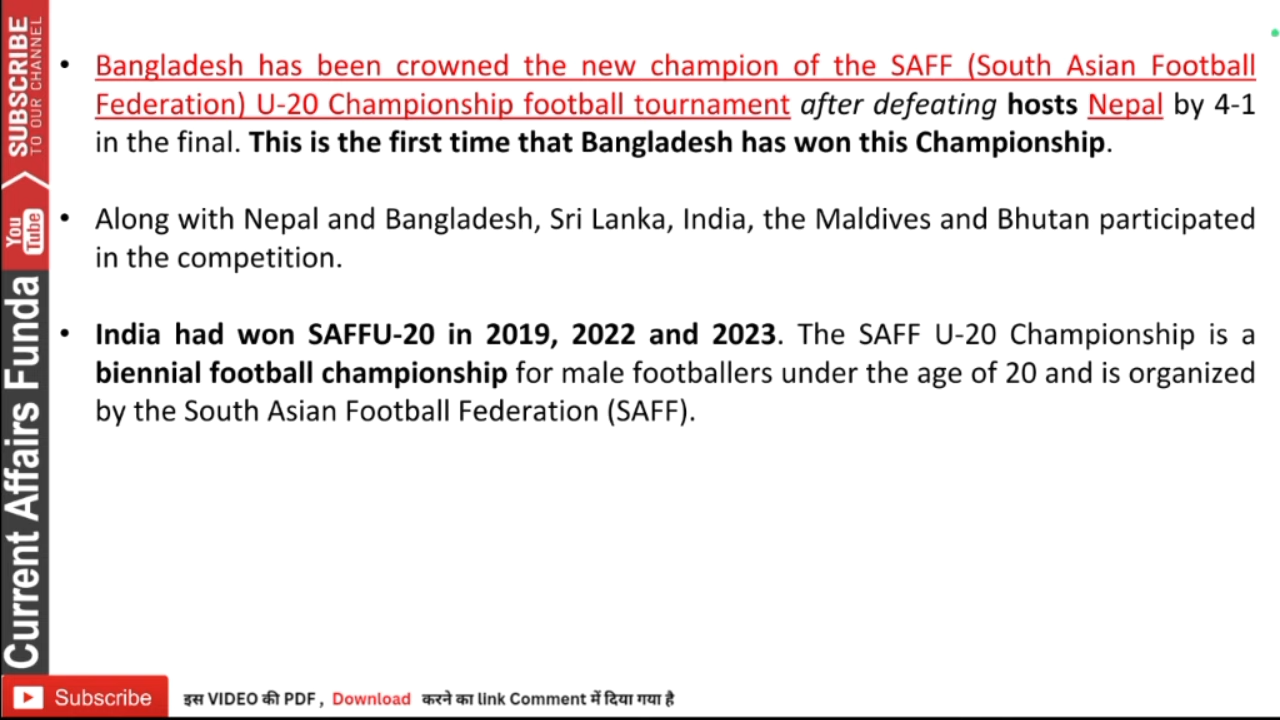 • Bangladesh has been crowned the new champion of the SAFF (South Asian Football
Federation) U-20 Championship football tournament after defeating hosts Nepal by 4-1
in the final. This is the first time that Bangladesh has won this Championship.
• Along with Nepal and Bangladesh, Sri Lanka, India, the Maldives and Bhutan participated
in the competition.
• India had won SAFFU-20 in 2019, 2022 and 2023. The SAFF U-20 Championship is a
biennial football championship for male footballers under the age of 20 and is organized
by the South Asian Football Federation (SAFF).
SUBSCRIBE
TO OUR CHANNEL
You
Tube
Current Affairs Funda
Subscribe
इस VIDEO की PDF , Download करने का link Comment में दिया गया है